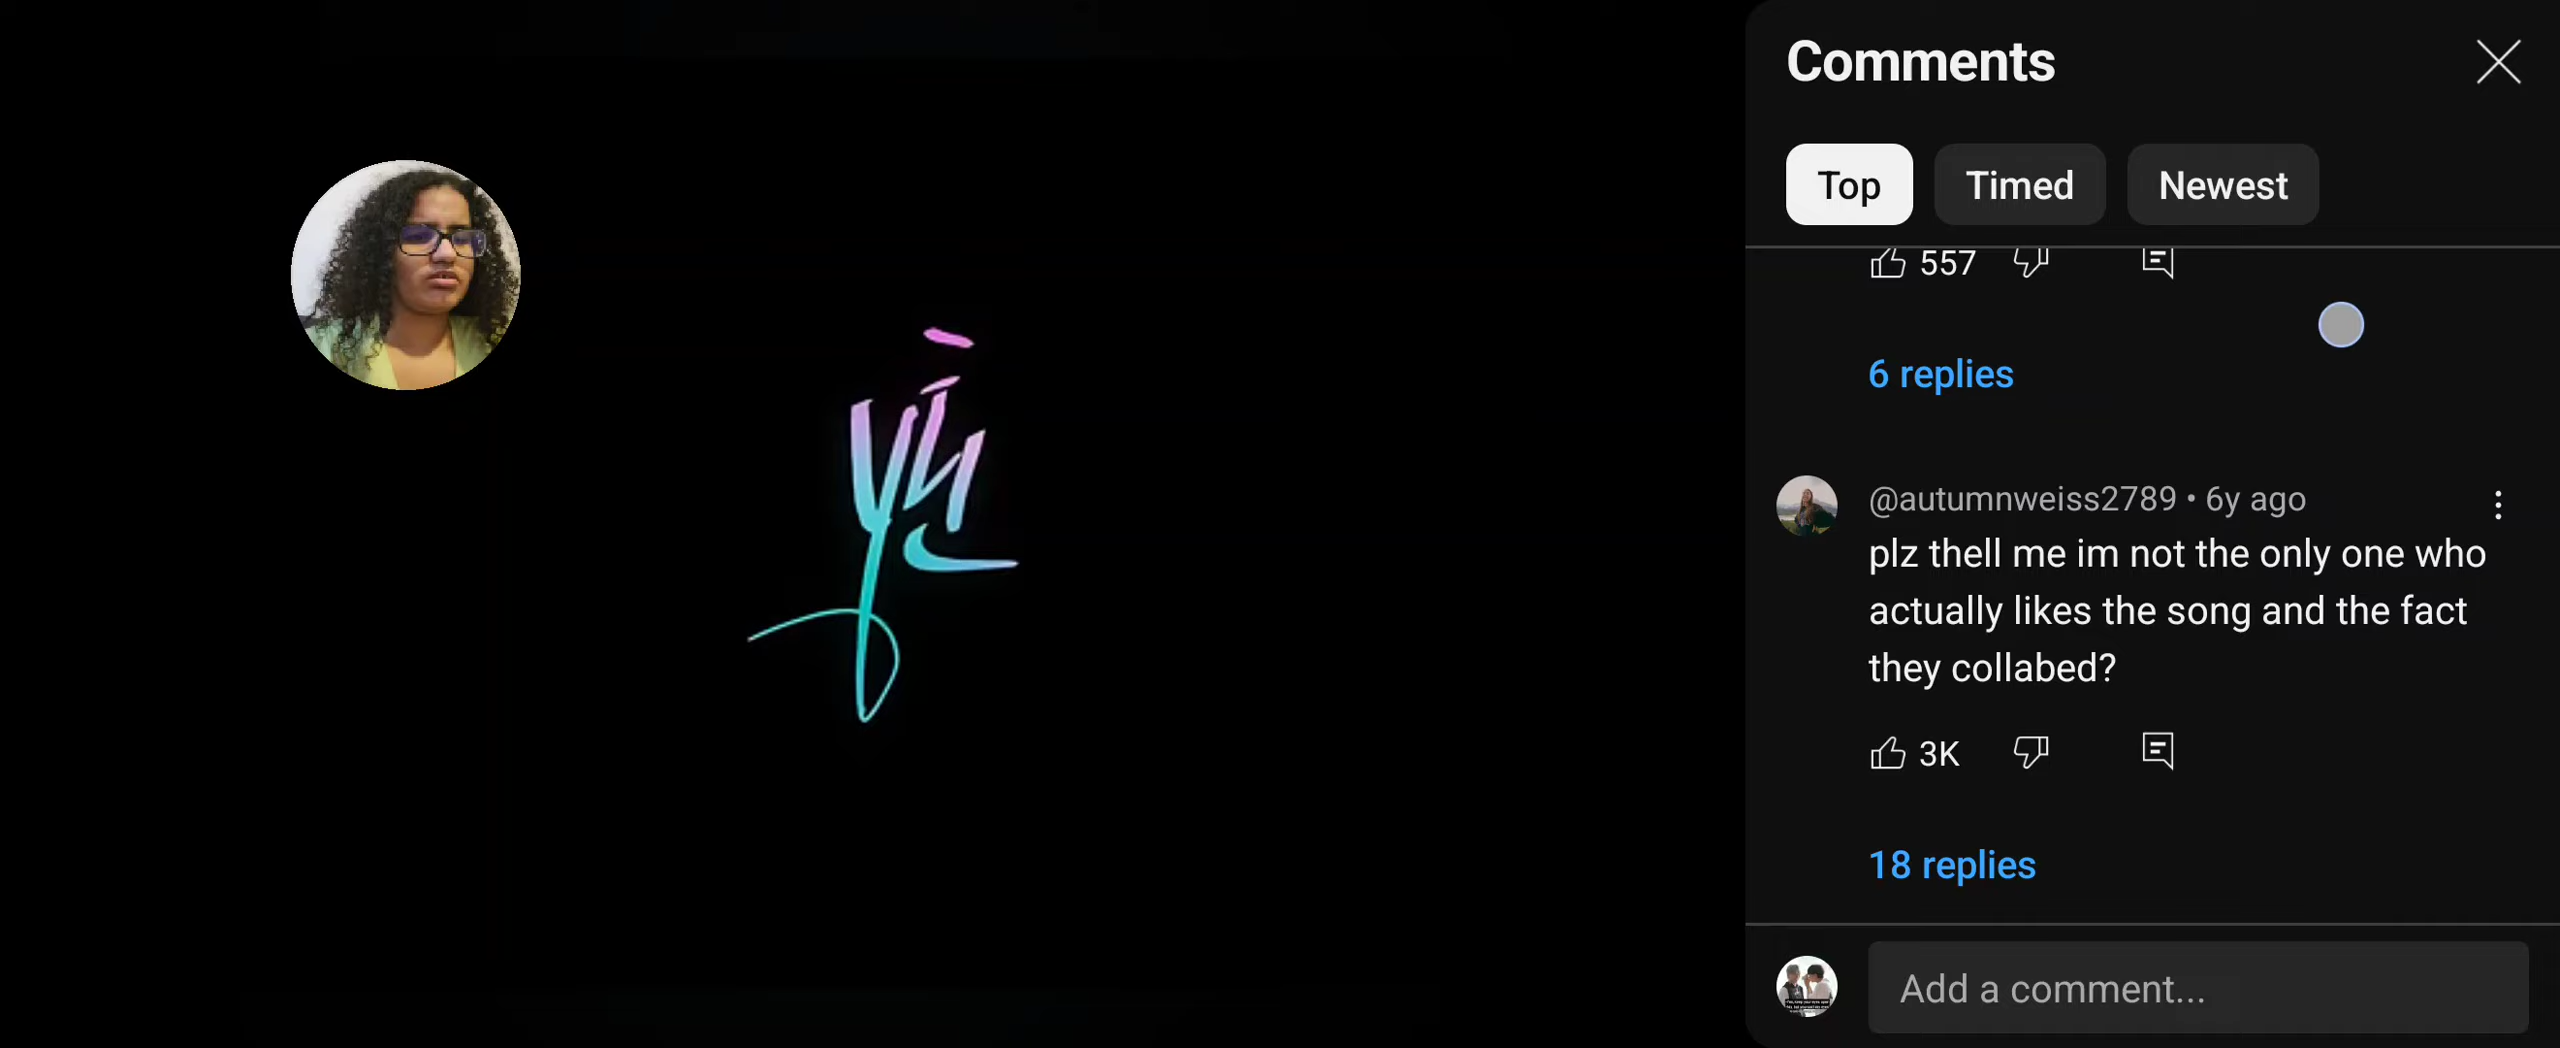 Comments
Top
Timed
Newest
557
6 replies
@autumnweiss2789 • 6y ago
plz thell me im not the only one who
actually likes the song and the fact
they collabed?
3K
18 replies
Add a comment...